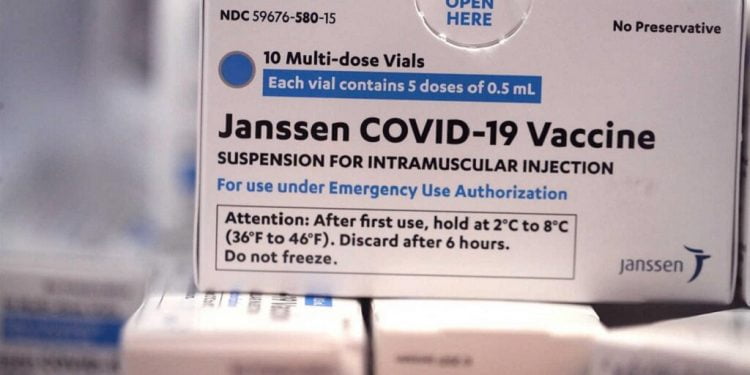 OPEN
HERE
NDC 59676-580-15
No Preservative
10 Multi-dose Vials
Each vial contains 5 doses of 0.5 mL
Janssen COVID-19 Vaccine
SUSPENSION FOR INTRAMUSCULAR INJECTION
For use under Emergency Use Authorization
Attention: After first use, hold at 2°C to 8°C
(36°F to 46°F). Discard after 6 hours.
Do not freeze.
janssen